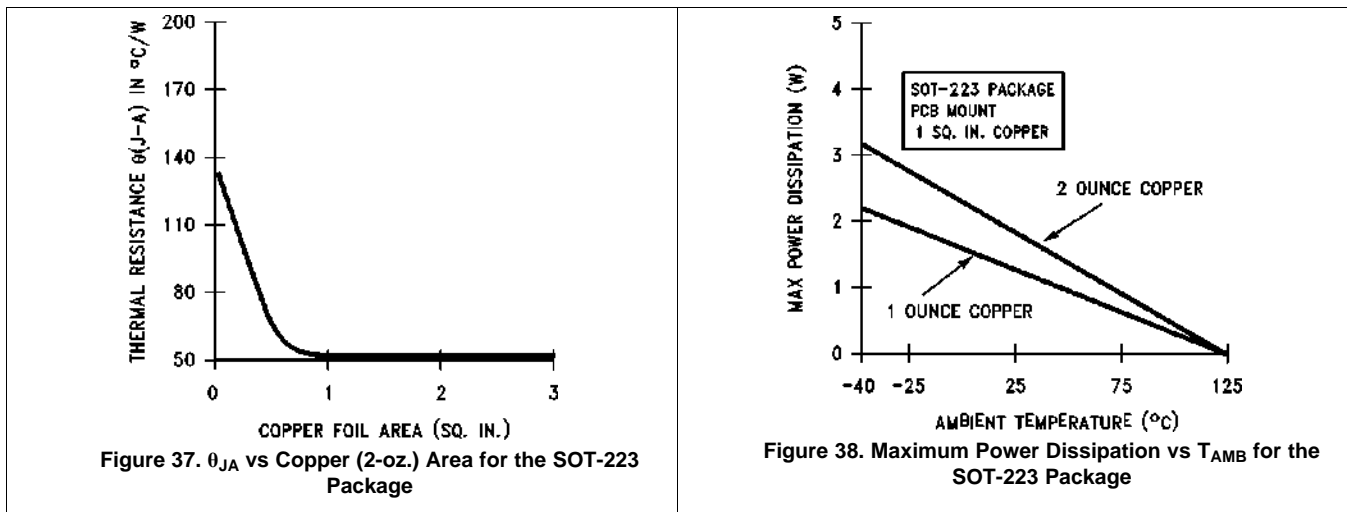 THERMAL RESISTANCE θ(J-A) IN ºC/W
200
170
140
110
80
50
0
1
2
3
COPPER FOIL AREA (SQ. IN.)
Figure 37. θJA vs Copper (2-oz.) Area for the SOT-223
Package
MAX POWER DISSIPATION (W)
5
4
3
2
1
0
SOT-223 PACKAGE
PCB MOUNT
1 SQ. IN. COPPER
2 OUNCE COPPER
1 OUNCE COPPER
-40
-25
25
75
125
AMBIENT TEMPERATURE (ºC)
Figure 38. Maximum Power Dissipation vs TAMB for the
SOT-223 Package